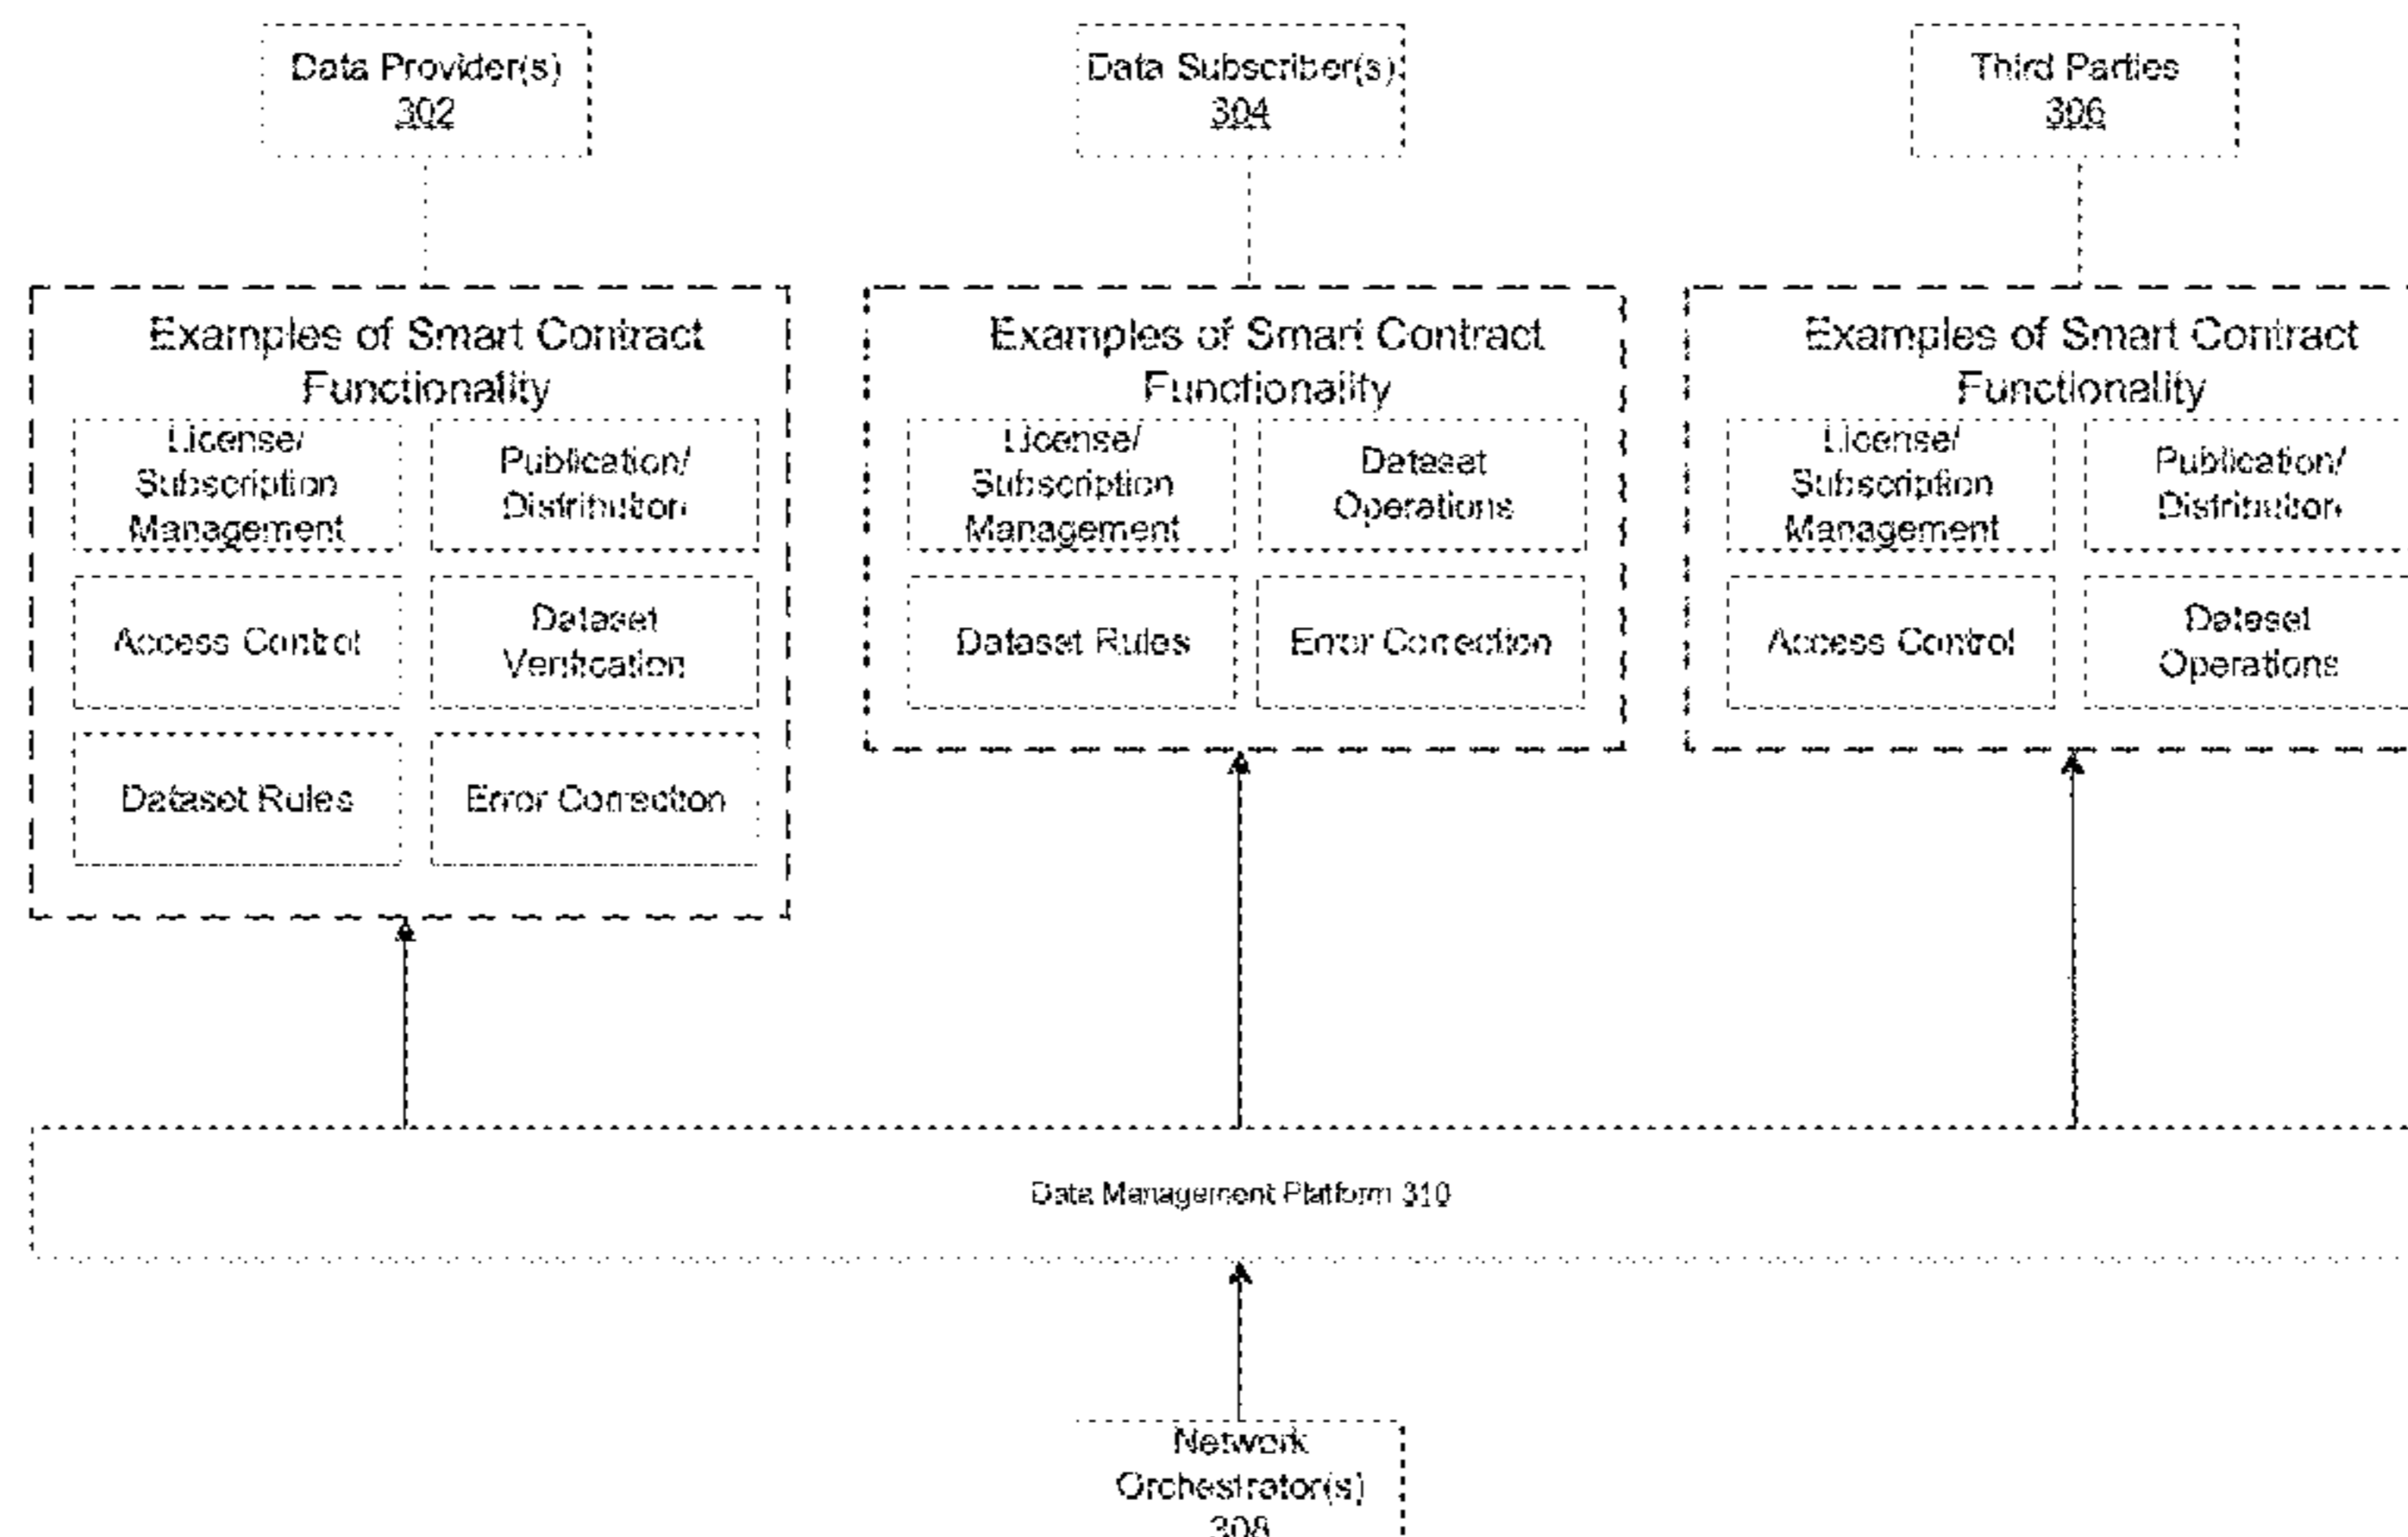 Data Provider(s)
302
Data Subscriber(s)
304
Third Parties
306
Examples of Smart Contract
Functionality
License/
Subscription
Management
Publication/
Distribution
Access Control
Dataset
Verification
Dataset Rules
Error Correction
Examples of Smart Contract
Functionality
License/
Subscription
Management
Dataset
Operations
Dataset Rules
Error Correction
Examples of Smart Contract
Functionality
License/
Subscription
Management
Publication/
Distribution
Access Control
Dataset
Operations
Data Management Platform 310
Network
Orchestrator(s)
308